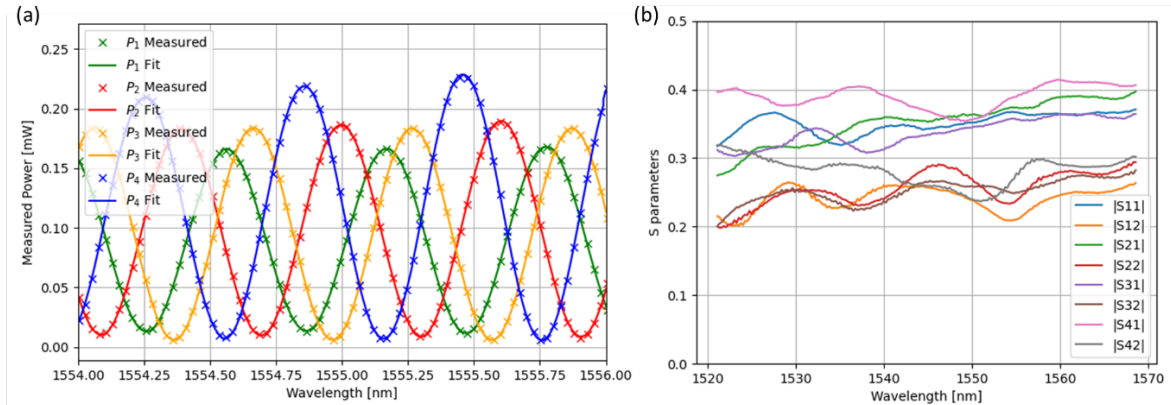 (a)
0.25
0.20
0.15
0.10
0.05
0.00
Measured Power [mW]
P1 Measured
P1 Fit
P2 Measured
P2 Fit
P3 Measured
P3 Fit
P4 Measured
P4 Fit
1554.00 1554.25 1554.50 1554.75 1555.00 1555.25 1555.50 1555.75 1556.00
Wavelength [nm]
(b)
0.5
0.4
0.3
0.2
0.1
0.0
S parameters
|S11|
|S12|
|S21|
|S22|
|S31|
|S32|
|S41|
|S42|
1520 1530 1540 1550 1560 1570
Wavelength [nm]